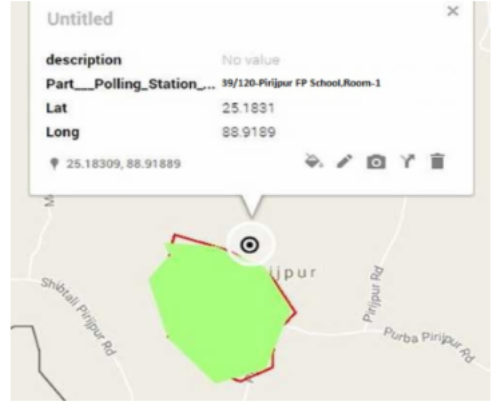 Untitled
description No value
Part___Polling_Station_... 39/120-Pirijpur FP School,Room-1
Lat 25.1831
Long 88.9189
25.18309, 88.91889
irijpur
Shibtali Pirijpur Rd
Pirijpur Rd
Purba Pirijpur Rd